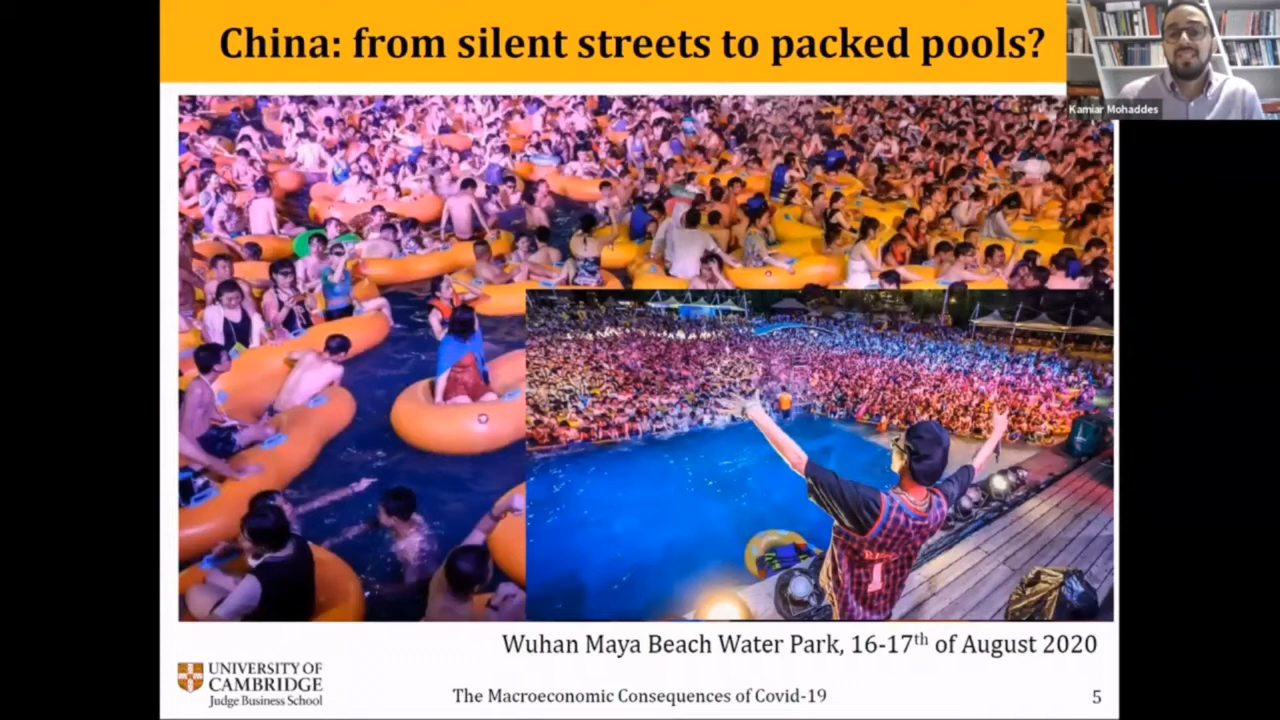 China: from silent streets to packed pools?
Kamiar Mohaddes
1
Wuhan Maya Beach Water Park, 16-17th of August 2020
UNIVERSITY OF
CAMBRIDGE
Judge Business School
The Macroeconomic Consequences of Covid-19
5